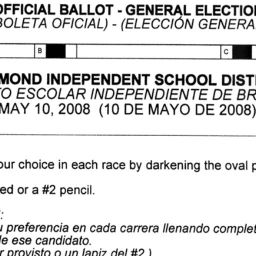 OFFICIAL BALLOT - GENERAL ELECTION
(BOLETA OFICIAL) - (ELECCIÓN GENERA
B
C
MOND INDEPENDENT SCHOOL DIST
TO ESCOLAR INDEPENDIENTE DE BR
MAY 10, 2008 (10 DE MAYO DE 2008)
our choice in each race by darkening the oval p
ed or a #2 pencil.
:
u preferencia en cada carrera llenando complet
de ese candidato.
r provisto o un lapiz del #2.)